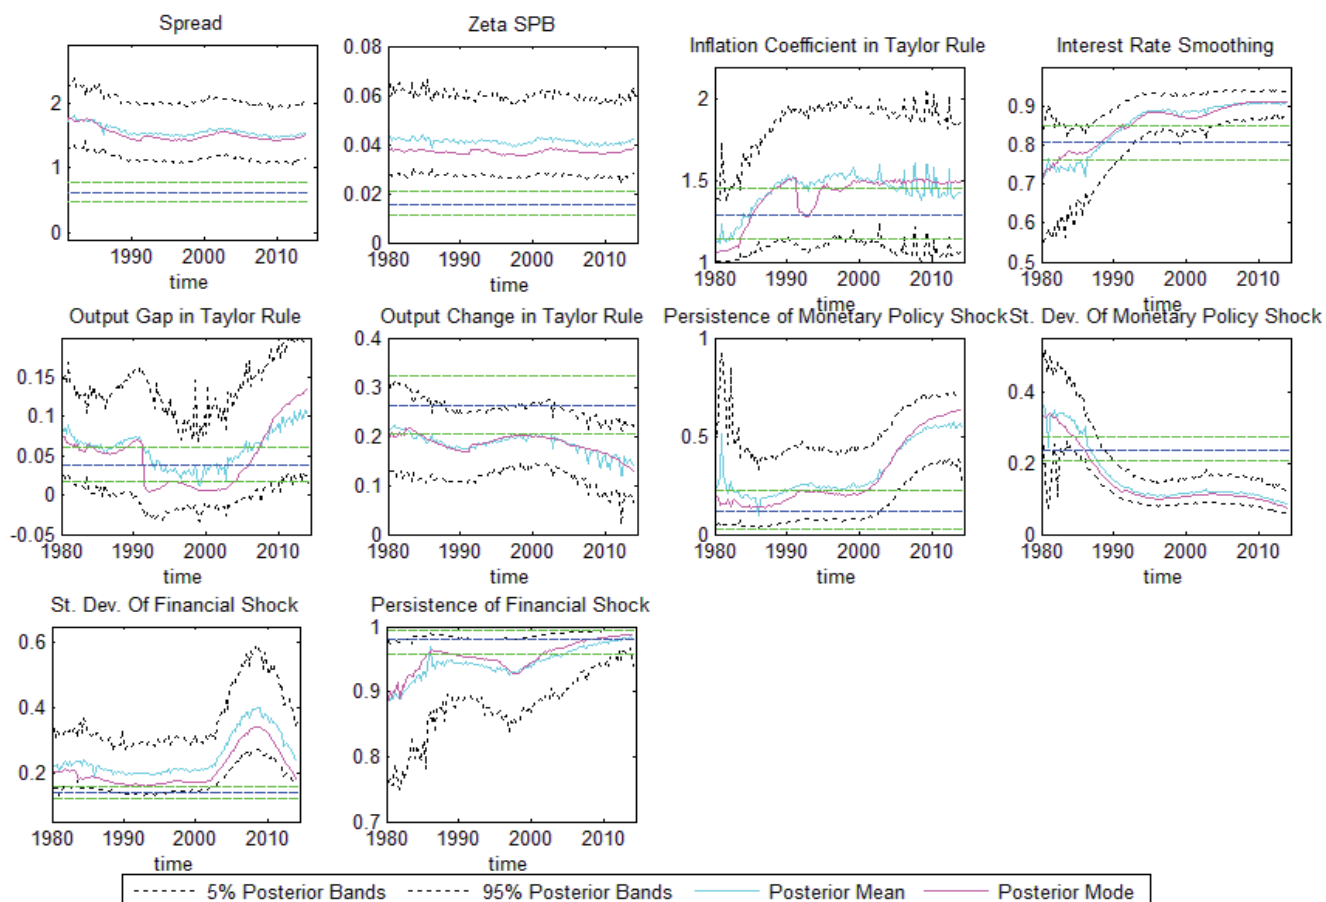 Spread
Zeta SPB
Inflation Coefficient in Taylor Rule
Interest Rate Smoothing
2
1
0
1990 2000 2010
time
0.08
0.06
0.04
0.02
0
1980 1990 2000 2010
time
2
1.5
1
1980 1990 2000 2010
time
0.9
0.8
0.7
0.6
0.5
1980 1990 2000 2010
time
Output Gap in Taylor Rule
Output Change in Taylor Rule
Persistence of Monetary Policy Shock
St. Dev. Of Monetary Policy Shock
0.15
0.1
0.05
0
-0.05
1980 1990 2000 2010
time
0.4
0.3
0.2
0.1
0
1980 1990 2000 2010
time
1
0.5
0
1980 1990 2000 2010
time
0.4
0.2
0
1980 1990 2000 2010
time
St. Dev. Of Financial Shock
Persistence of Financial Shock
0.6
0.4
0.2
1980 1990 2000 2010
time
1
0.9
0.8
0.7
1980 1990 2000 2010
time
5% Posterior Bands 95% Posterior Bands Posterior Mean Posterior Mode